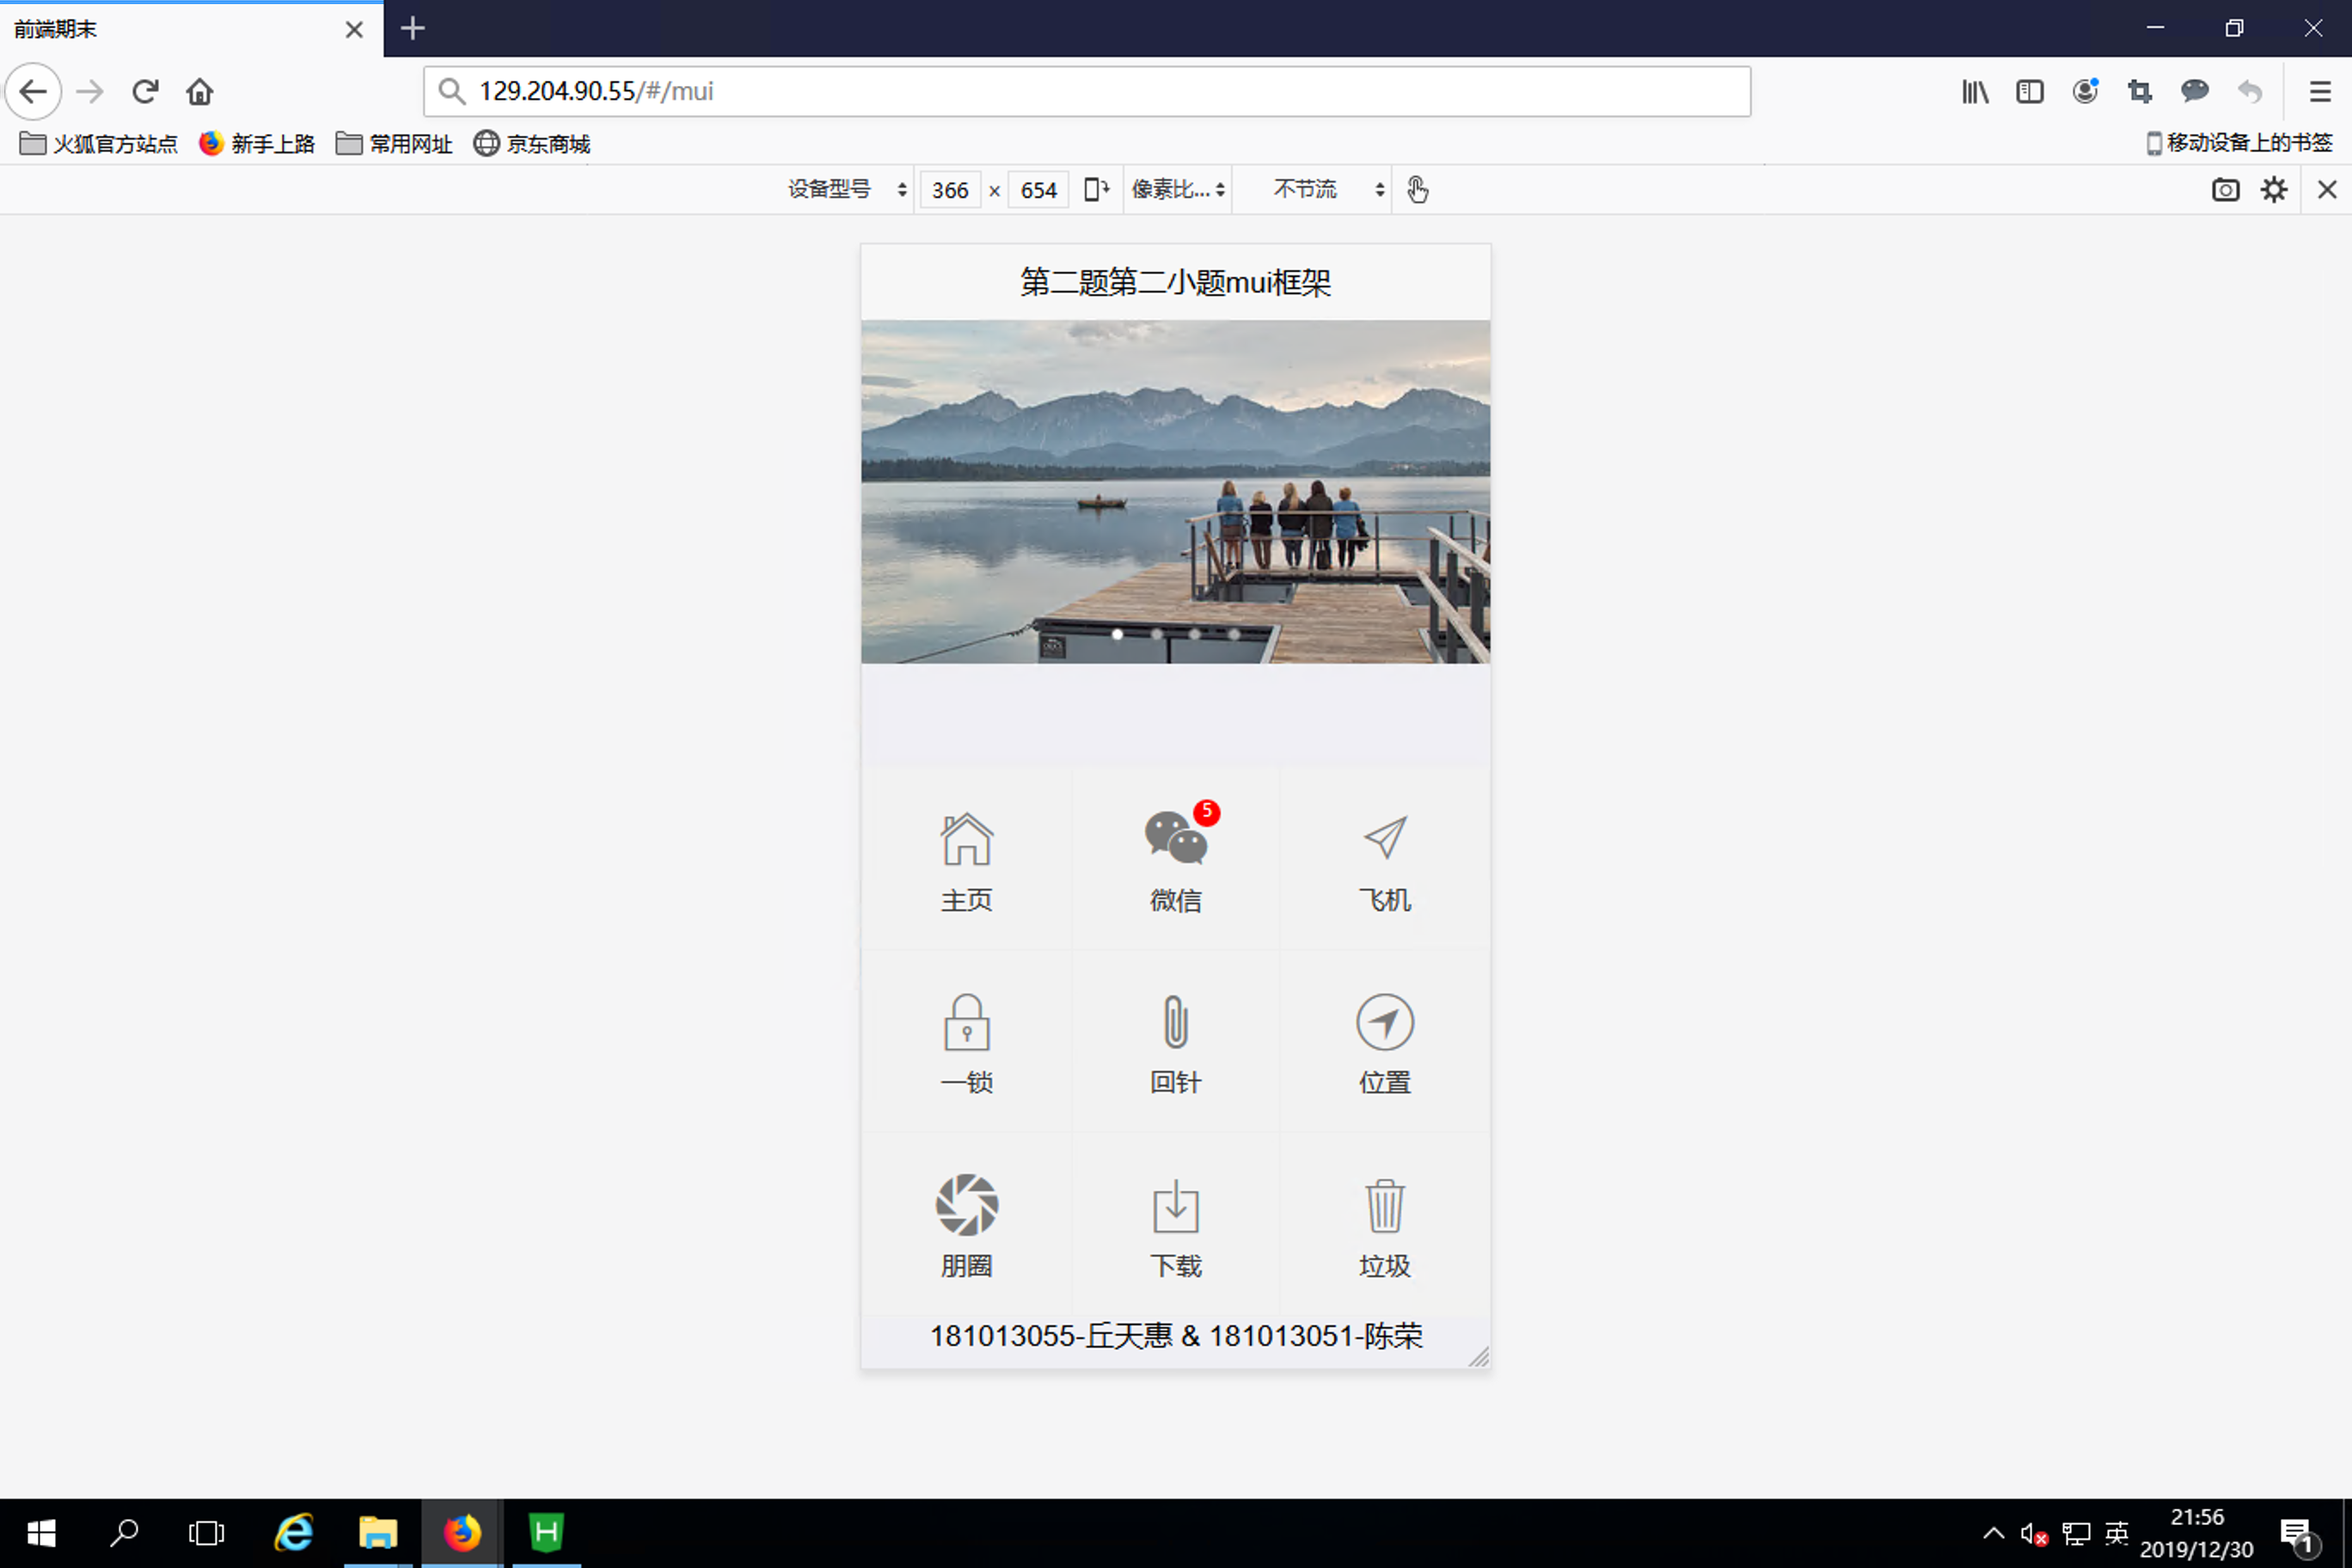 前端期末
129.204.90.55/#/mui
火狐官方站点 新手上路 常用网址 京东商城 移动设备上的书签
设备型号 366 × 654 像素比... 不节流
第二题第二小题mui框架
5
主页 微信 飞机
一锁 回针 位置
朋圈 下载 垃圾
181013055-丘天惠 & 181013051-陈荣
英 21:56
2019/12/30 1